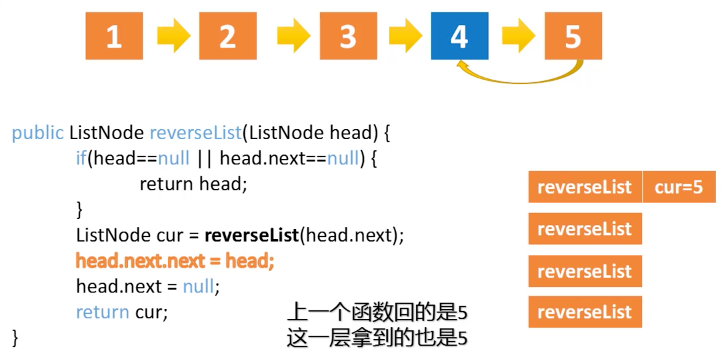 1 2 3 4 5
public ListNode reverseList(ListNode head) {
if(head==null || head.next==null) {
return head;
}
ListNode cur = reverseList(head.next);
head.next.next = head;
head.next = null;
return cur;
}
reverseList cur=5
reverseList
reverseList
reverseList
上一个函数回的是5
这一层拿到的也是5